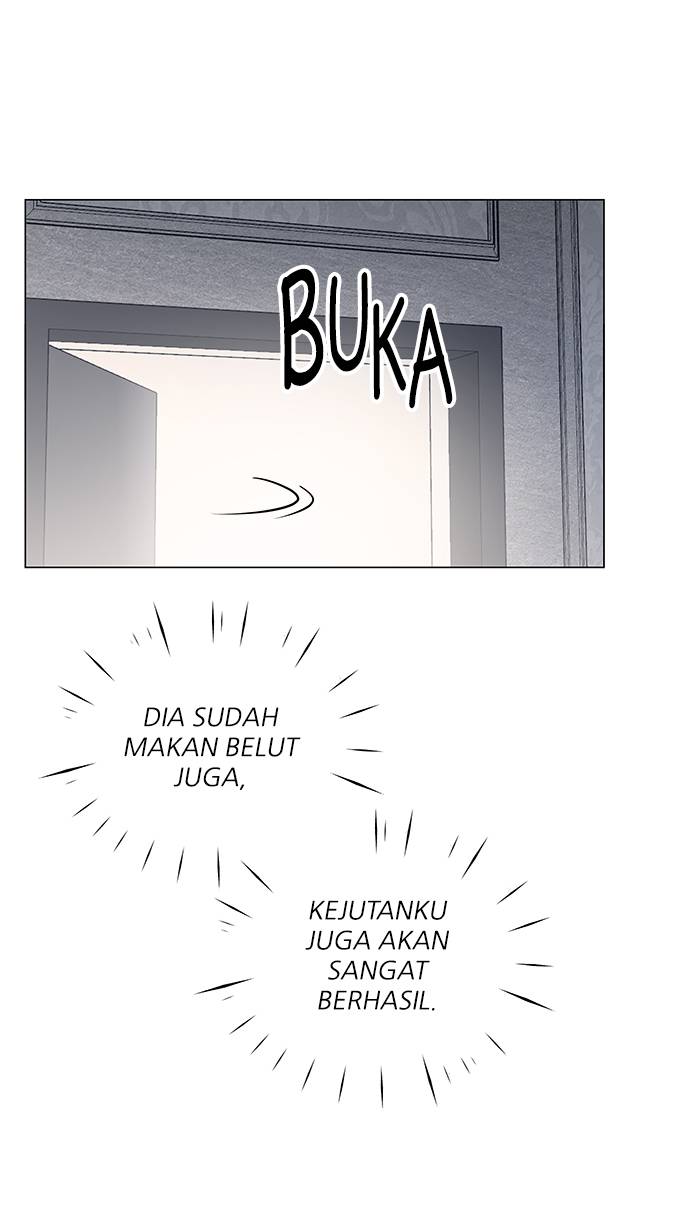 BUKA
DIA SUDAH
MAKAN BELUT
JUGA,
KEJUTANKU
JUGA AKAN
SANGAT
BERHASIL.